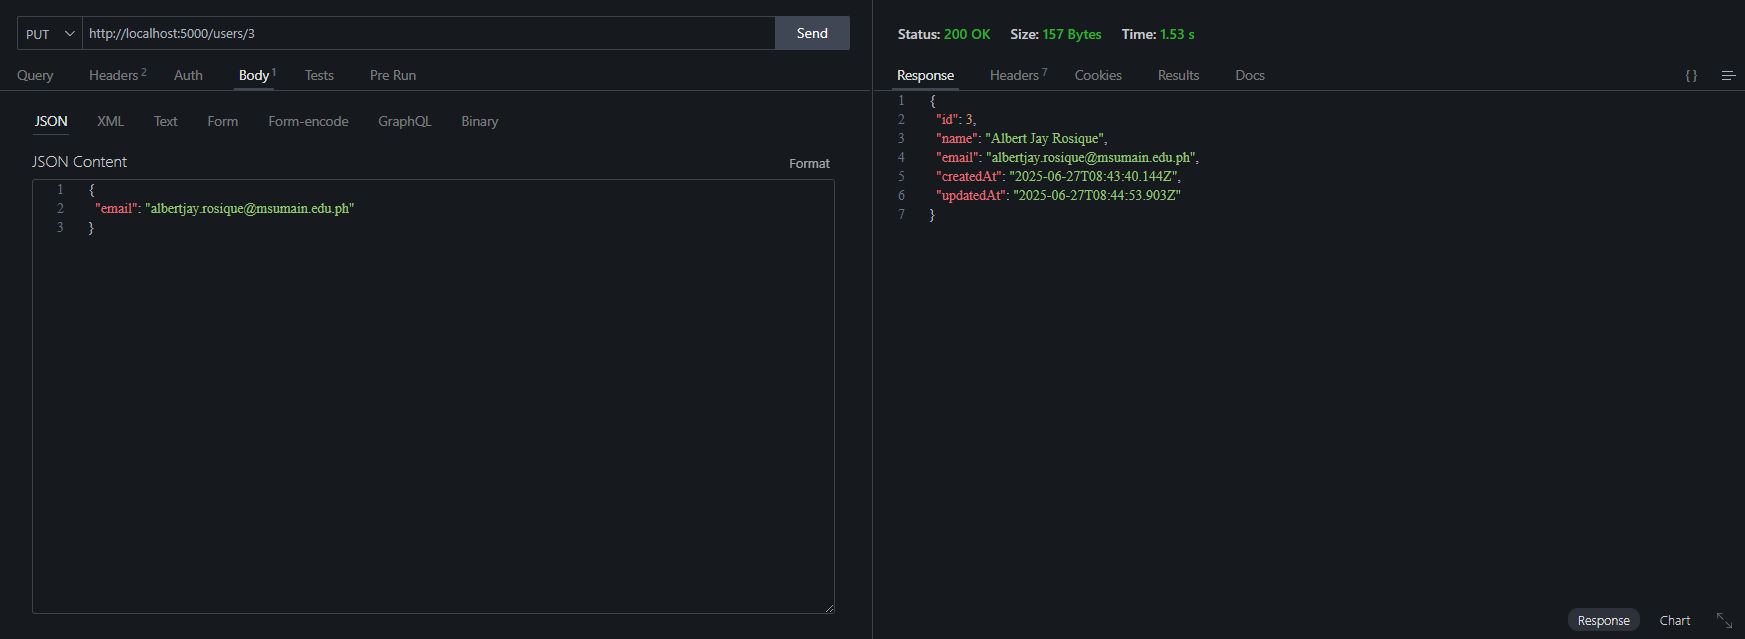 PUT http://localhost:5000/users/3 Send
Query Headers 2 Auth Body 1 Tests Pre Run
JSON XML Text Form Form-encode GraphQL Binary
JSON Content Format
1 {
2 "email": "albertjay.rosique@msumain.edu.ph"
3 }
Status: 200 OK Size: 157 Bytes Time: 1.53 s
Response Headers 7 Cookies Results Docs { }
1 {
2 "id": 3,
3 "name": "Albert Jay Rosique",
4 "email": "albertjay.rosique@msumain.edu.ph",
5 "createdAt": "2025-06-27T08:43:40.144Z",
6 "updatedAt": "2025-06-27T08:44:53.903Z"
7 }
Response Chart